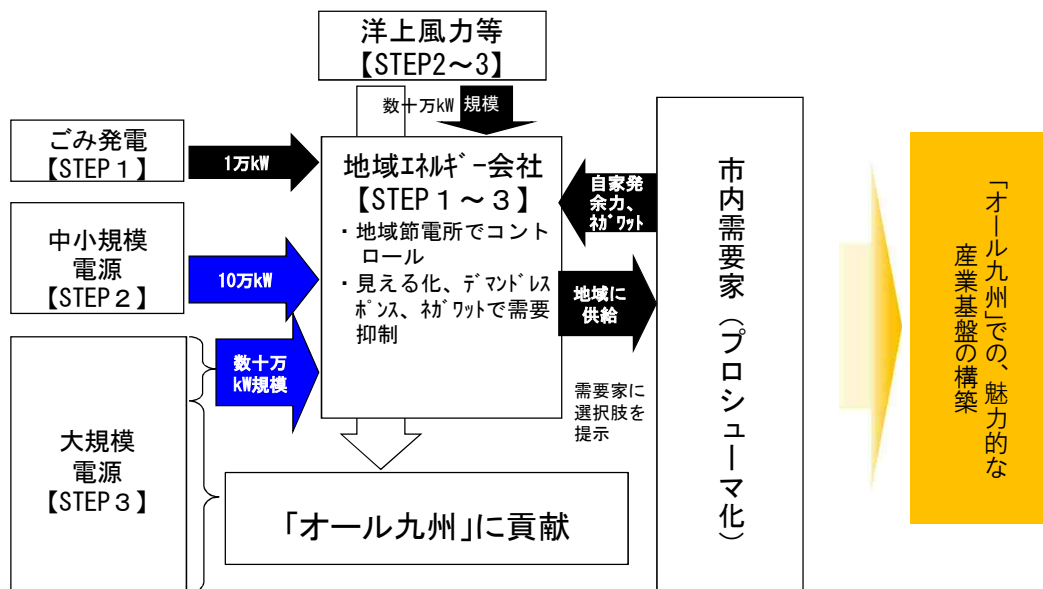 洋上風力等
【STEP2～3】
数十万kW 規模
ごみ発電
【STEP１】
1万kW
中小規模
電源
【STEP２】
10万kW
大規模
電源
【STEP３】
数十万
kW規模
地域ｴﾈﾙｷﾞｰ会社
【STEP１～３】
・地域節電所でコント
ロール
・見える化、ﾃﾞﾏﾝﾄﾞﾚｽ
ﾎﾟﾝｽ、ﾈｶﾞﾜｯﾄで需要
抑制
自家発
余力、
ﾈｶﾞﾜｯﾄ
地域に
供給
需要家に
選択肢を
提示
「オール九州」に貢献
市内需要家（プロシューマ化）
「オール九州」での、魅力的な
産業基盤の構築